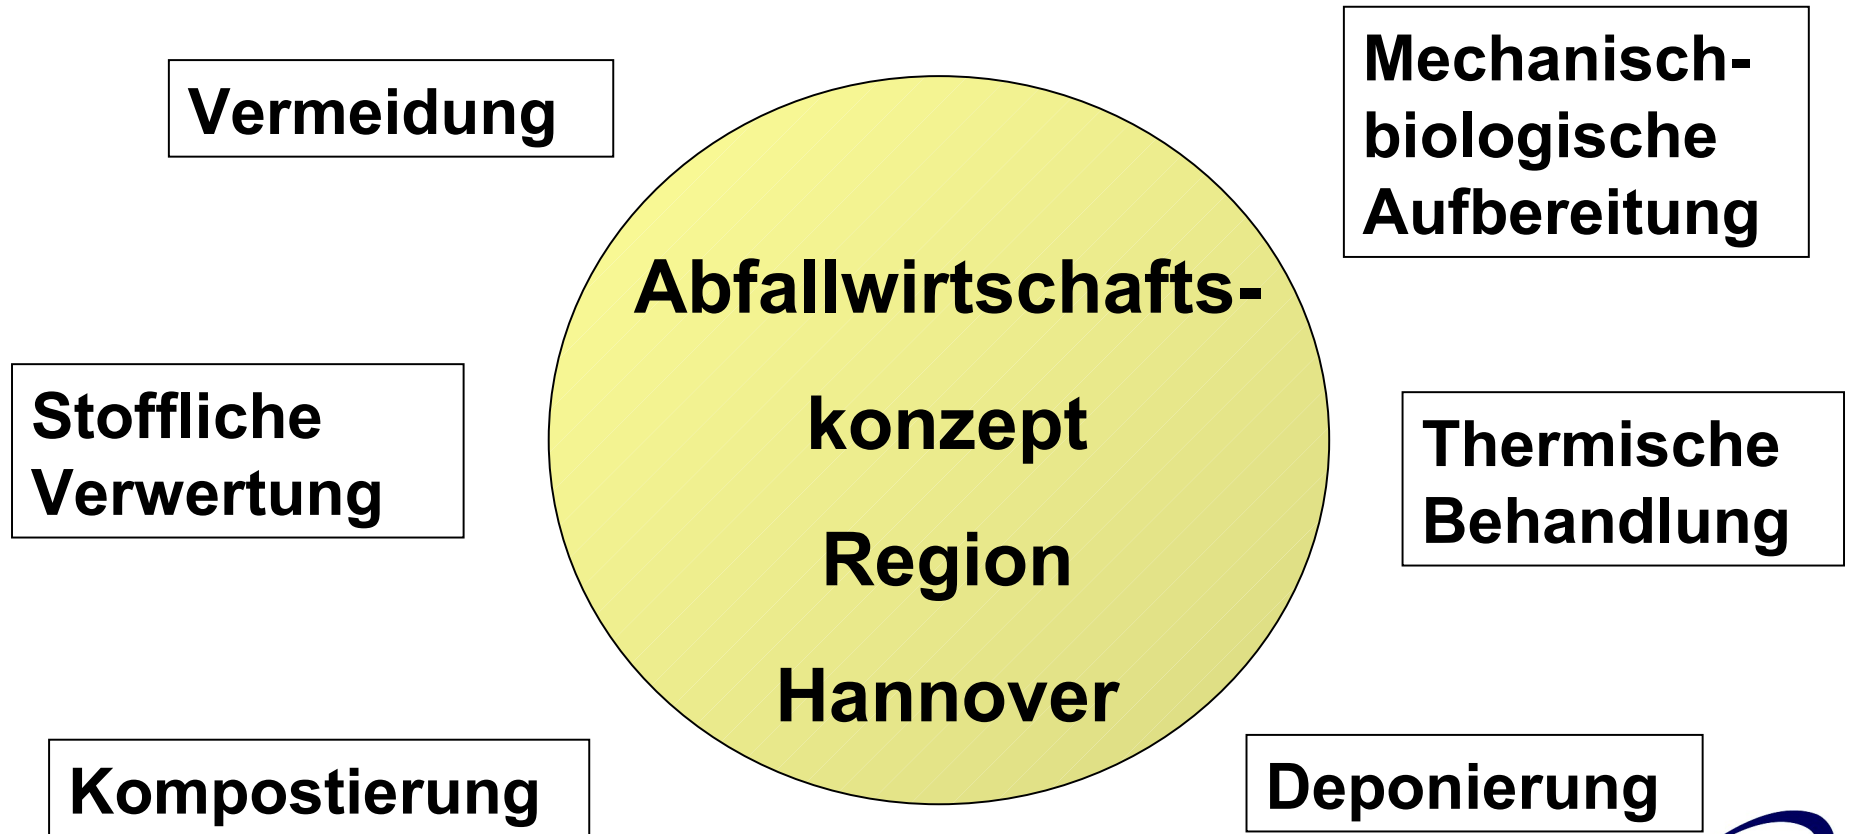 Vermeidung
Mechanisch-
biologische
Aufbereitung
Abfallwirtschafts-
konzept
Region
Hannover
Stoffliche
Verwertung
Thermische
Behandlung
Kompostierung
Deponierung